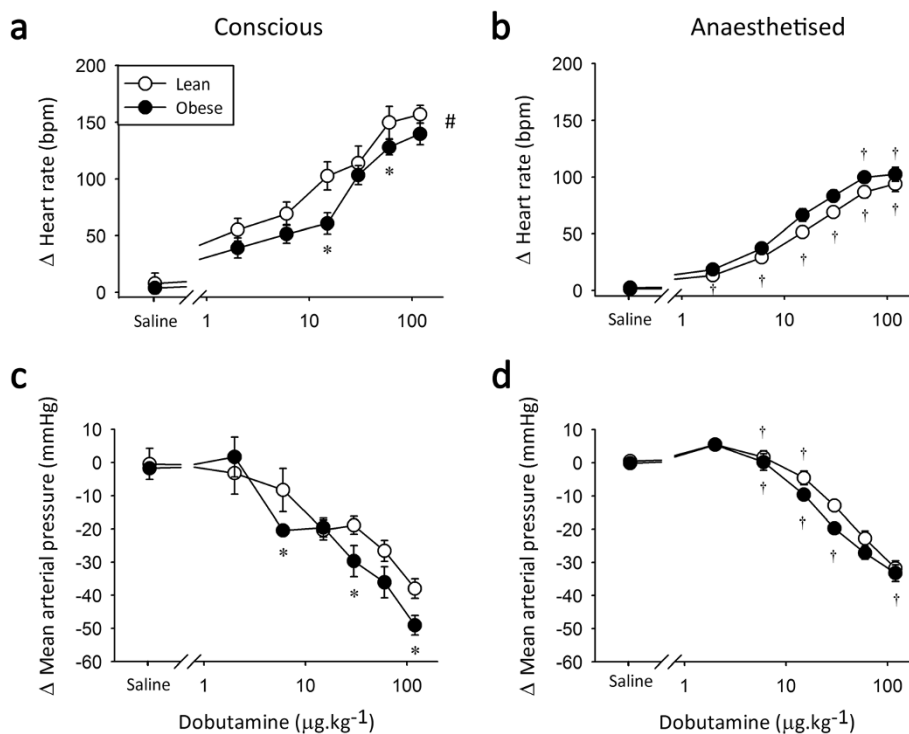 a
Conscious
b
Anaesthetised
Δ Heart rate (bpm)
200
150
100
50
0
Lean
Obese
#
*
*
Saline
1
10
100
Δ Heart rate (bpm)
200
150
100
50
0
† †
† † † † †
Saline
1
10
100
c
Δ Mean arterial pressure (mmHg)
10
0
-10
-20
-30
-40
-50
-60
*
*
*
Saline
1
10
100
Dobutamine (μg.kg-1)
d
Δ Mean arterial pressure (mmHg)
10
0
-10
-20
-30
-40
-50
-60
† †
† † † †
Saline
1
10
100
Dobutamine (μg.kg-1)